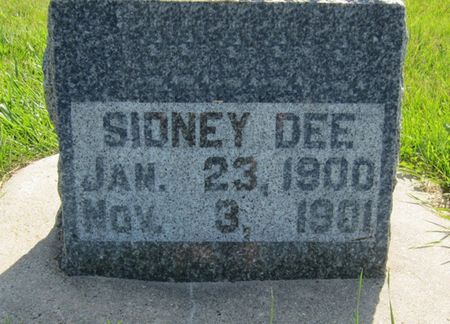 SIDNEY DEE
JAN. 23, 1900
NOV. 3, 1901